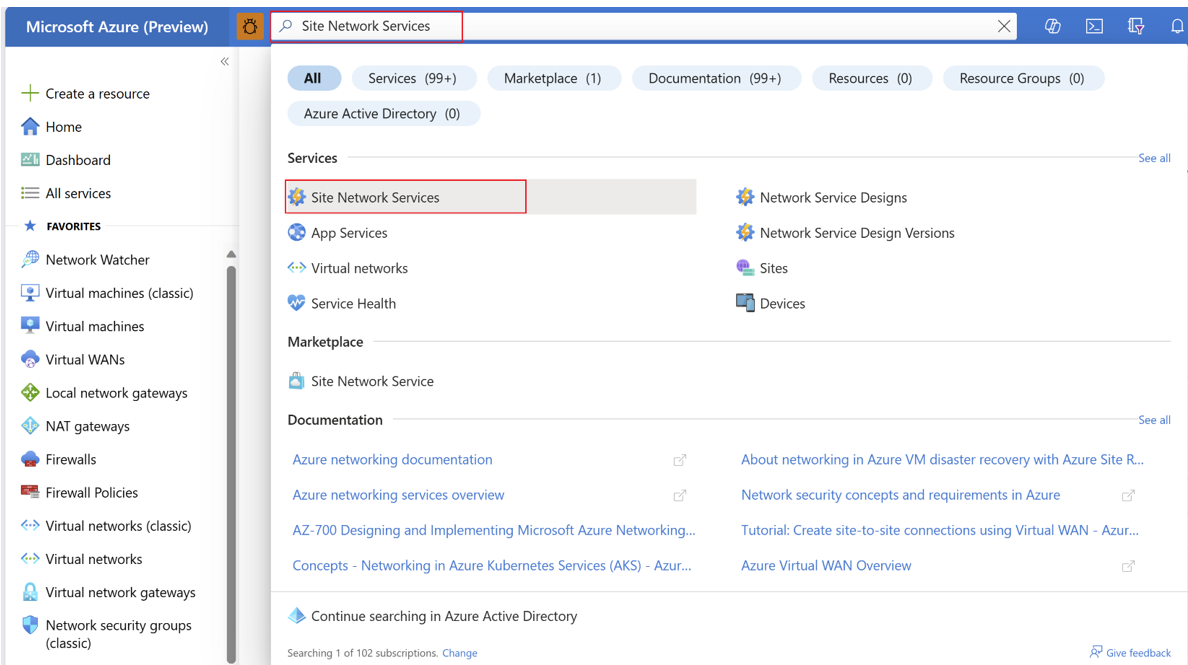 Microsoft Azure (Preview)
Site Network Services
Create a resource
Home
Dashboard
All services
FAVORITES
Network Watcher
Virtual machines (classic)
Virtual machines
Virtual WANs
Local network gateways
NAT gateways
Firewalls
Firewall Policies
Virtual networks (classic)
Virtual networks
Virtual network gateways
Network security groups
(classic)
All
Services (99+)
Marketplace (1)
Documentation (99+)
Resources (0)
Resource Groups (0)
Azure Active Directory (0)
Services
See all
Site Network Services
Network Service Designs
App Services
Network Service Design Versions
Virtual networks
Sites
Service Health
Devices
Marketplace
Site Network Service
Documentation
See all
Azure networking documentation
About networking in Azure VM disaster recovery with Azure Site R...
Azure networking services overview
Network security concepts and requirements in Azure
AZ-700 Designing and Implementing Microsoft Azure Networking...
Tutorial: Create site-to-site connections using Virtual WAN - Azur...
Concepts - Networking in Azure Kubernetes Services (AKS) - Azur...
Azure Virtual WAN Overview
Continue searching in Azure Active Directory
Searching 1 of 102 subscriptions. Change
Give feedback